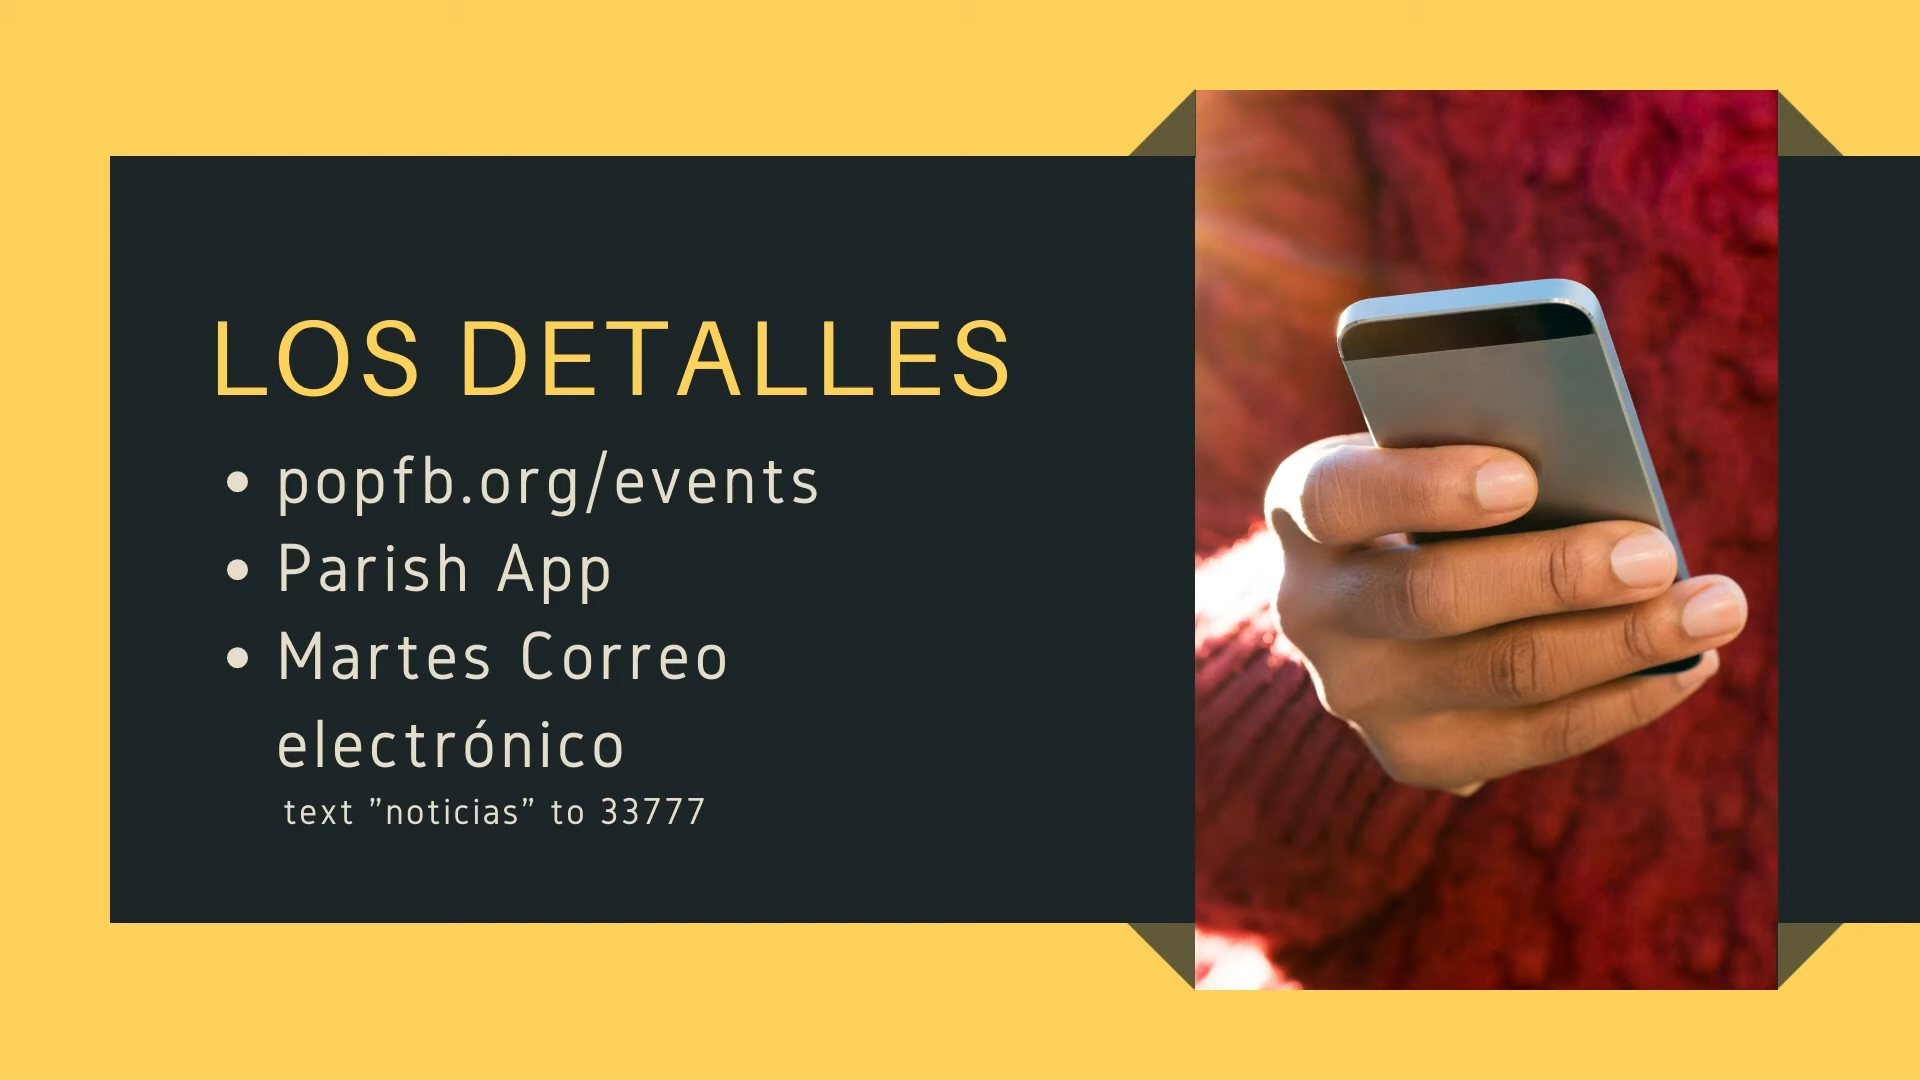 LOS DETALLES
• popfb.org/events
• Parish App
• Martes Correo
electrónico
text ”noticias” to 33777